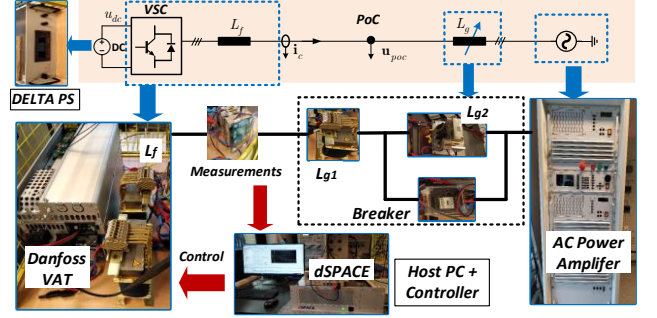 VSC
u_dc
DC
L_f
i_c
PoC
u_poc
L_g
DELTA PS
L_f
Danfoss
VAT
Measurements
L_g1
L_g2
Breaker
Control
dSPACE
Host PC +
Controller
AC Power
Amplifer